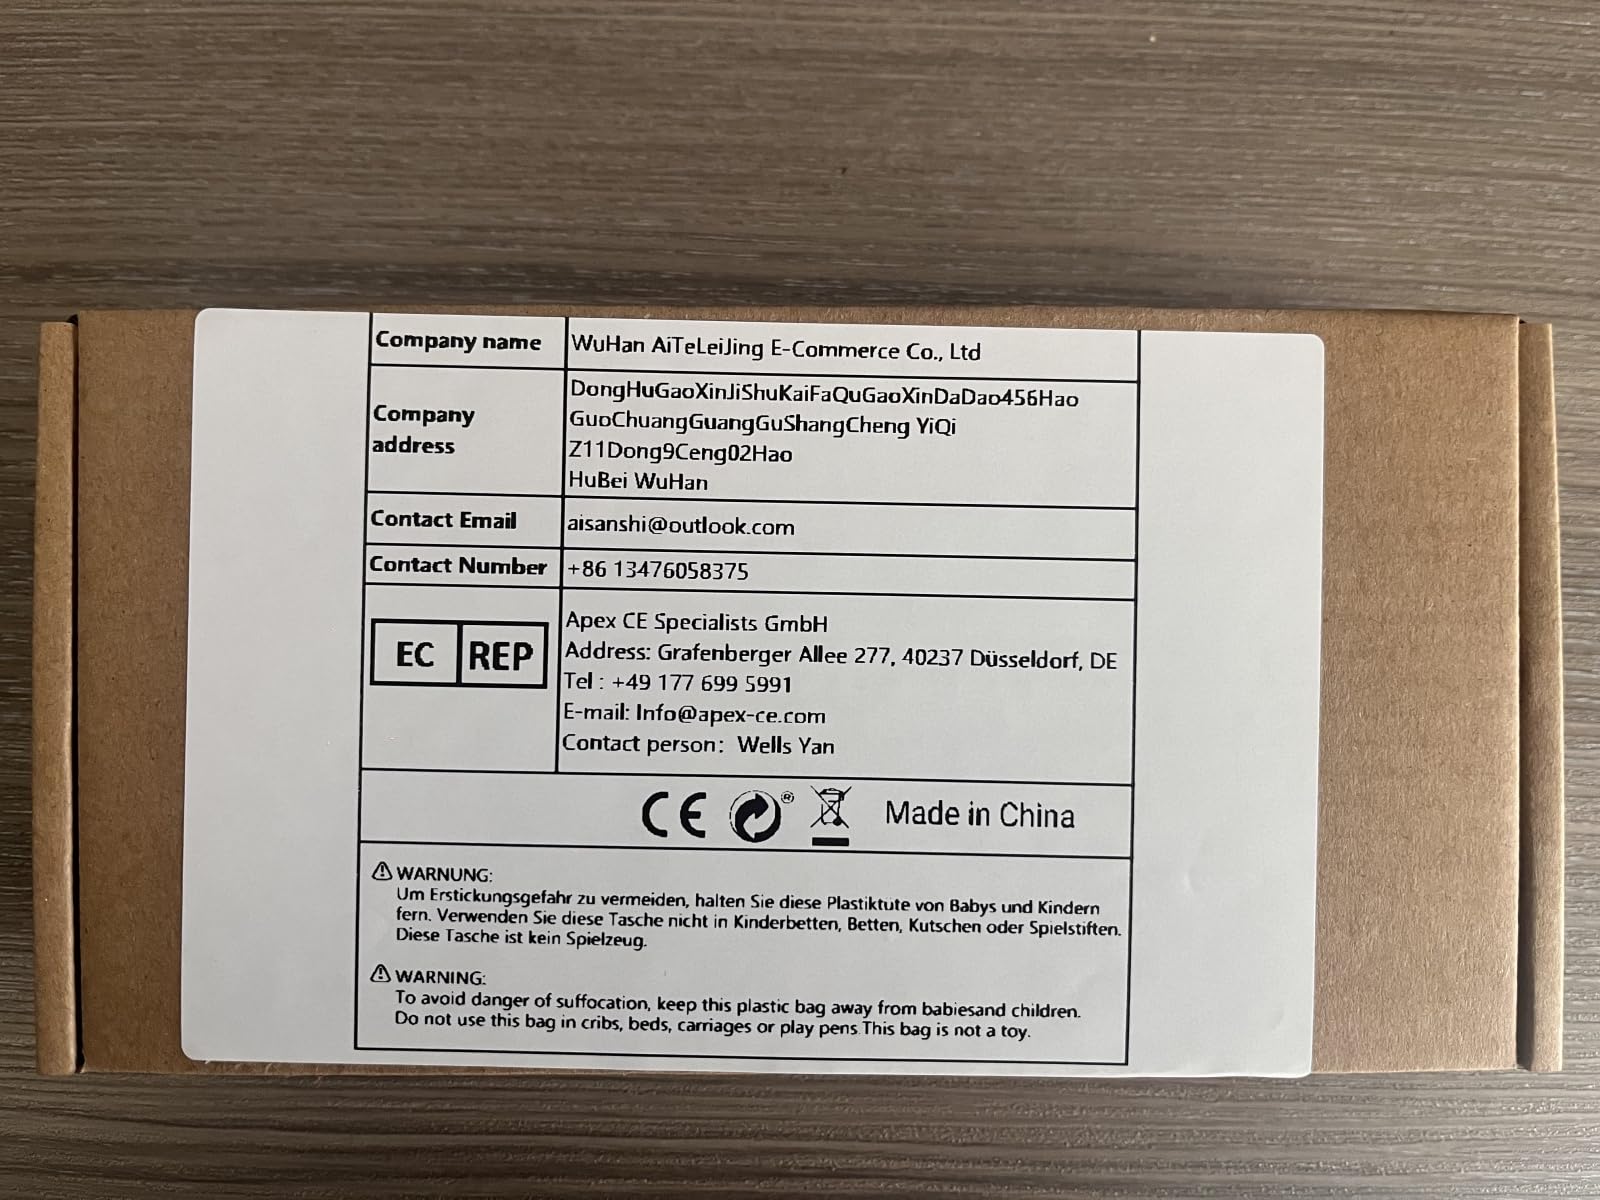 Company name
WuHan AiTeLeiJing E-Commerce Co., Ltd
Company
address
DongHuGaoXinJiShuKaiFaQuGaoXinDaDao456Hao
GuoChuangGuangGuShangCheng YiQi
Z11Dong9Ceng02Hao
HuBei WuHan
Contact Email
aisanshi@outlook.com
Contact Number
+86 13476058375
EC REP
Apex CE Specialists GmbH
Address: Grafenberger Allee 277, 40237 Düsseldorf, DE
Tel : +49 177 699 5991
E-mail: Info@apex-ce.com
Contact person: Wells Yan
CE ® Made in China
WARNUNG:
Um Erstickungsgefahr zu vermeiden, halten Sie diese Plastiktüte von Babys und Kindern
fern. Verwenden Sie diese Tasche nicht in Kinderbetten, Betten, Kutschen oder Spielstiften.
Diese Tasche ist kein Spielzeug.
WARNING:
To avoid danger of suffocation, keep this plastic bag away from babiesand children.
Do not use this bag in cribs, beds, carriages or play pens.This bag is not a toy.